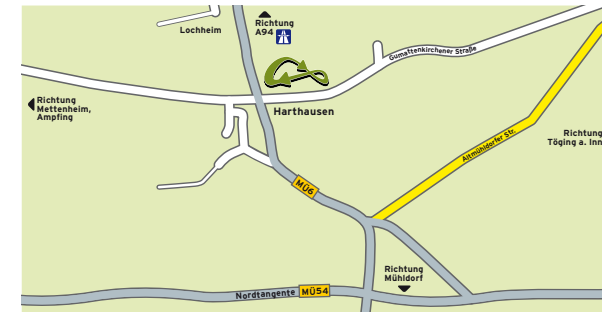 Richtung
A94
Lochheim
Gumattenkirchener Straße
Richtung
Mettenheim,
Ampfing
Harthausen
Richtung
Töging a. Inn
Altmühldorfer Str.
MÜ6
Richtung
Mühldorf
Nordtangente MÜ54